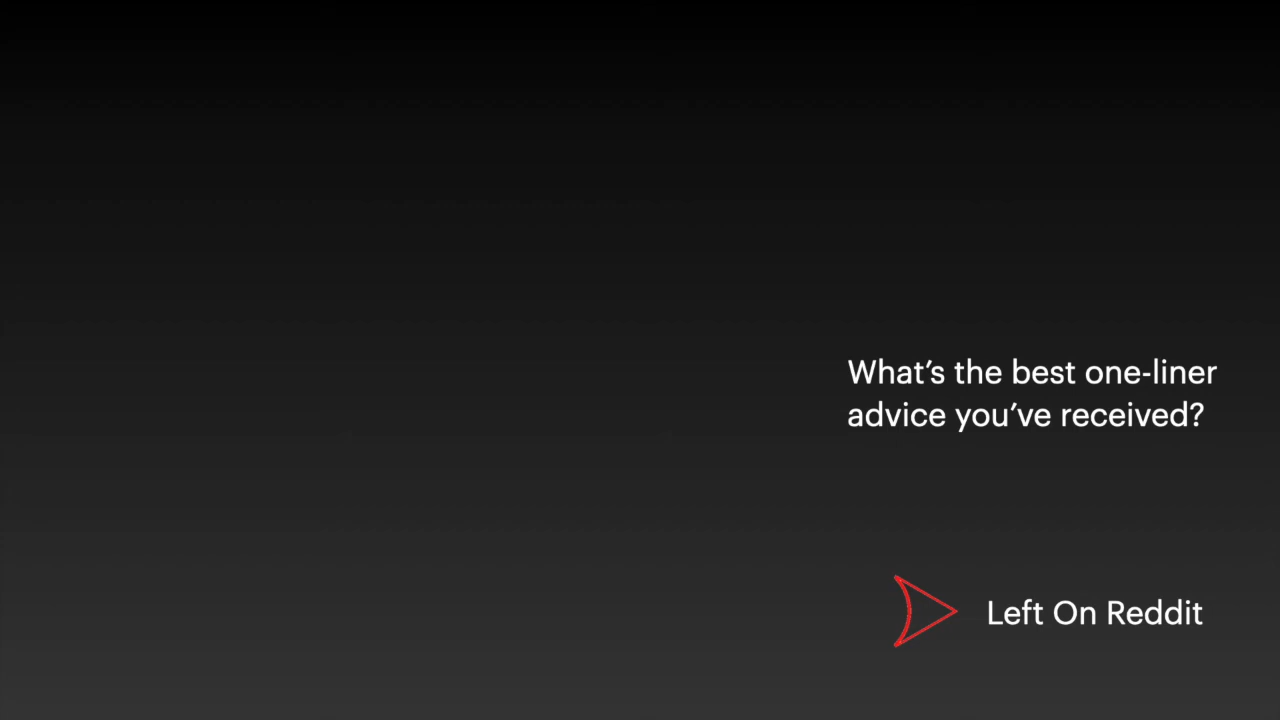 What’s the best one-liner
advice you’ve received?
Left On Reddit